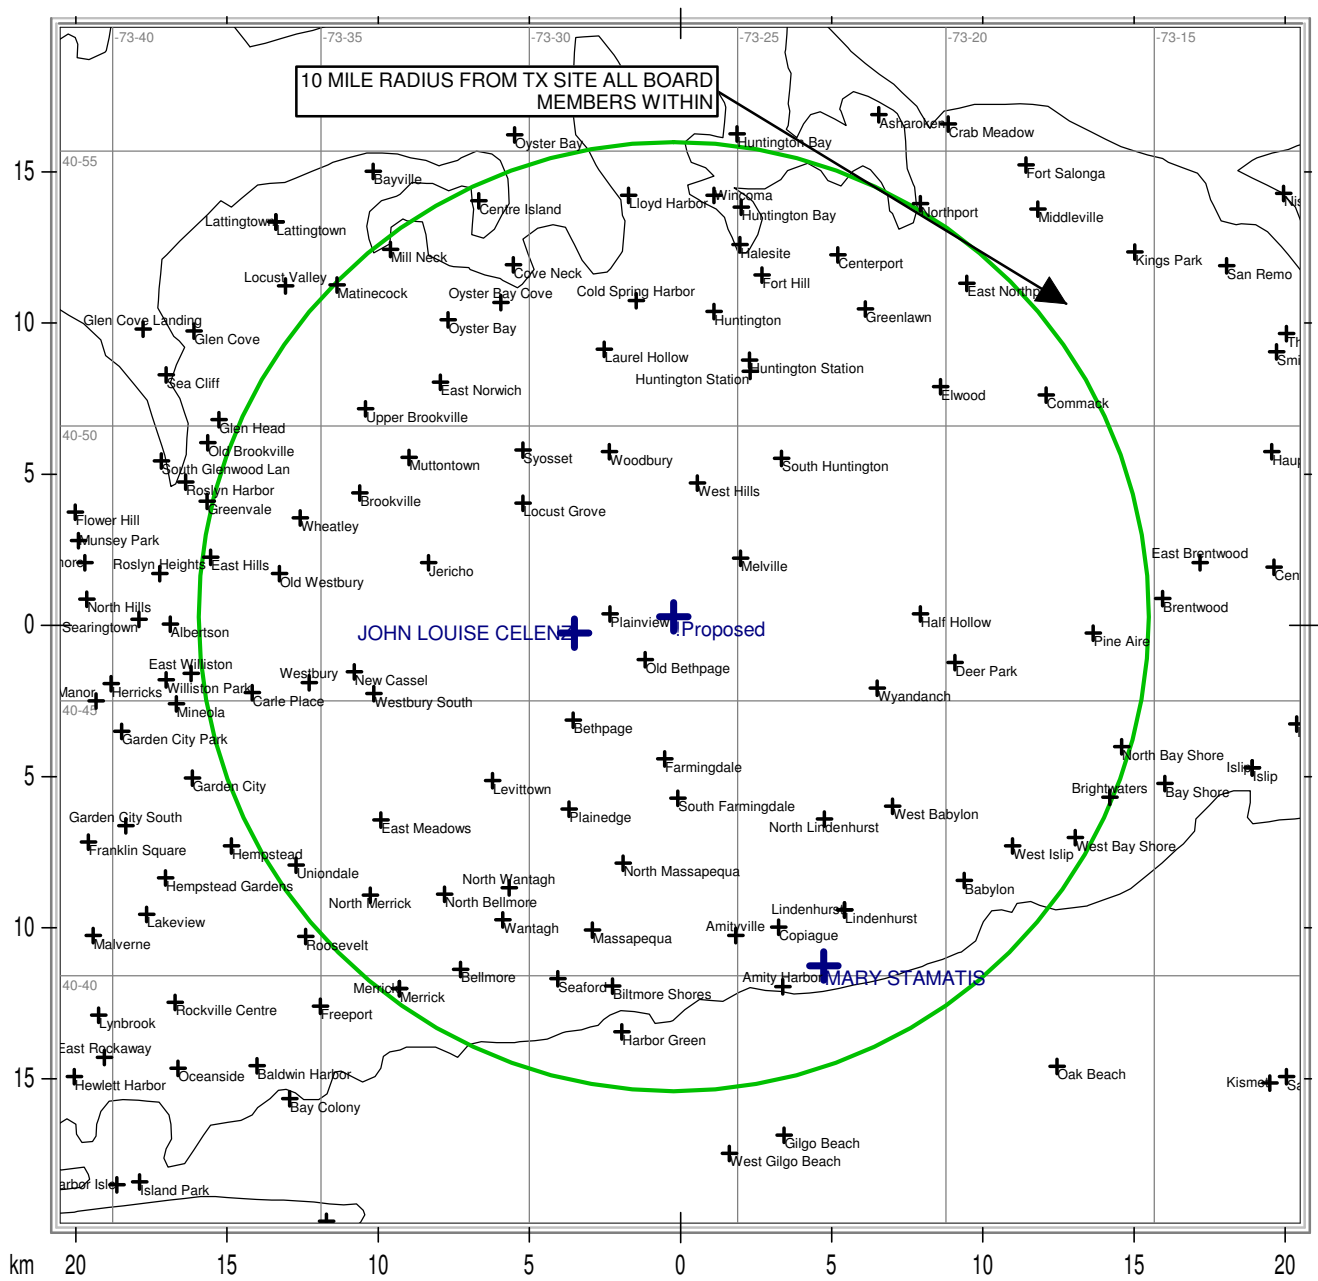 -73-40
-73-35
-73-30
-73-25
-73-20
-73-15
10 MILE RADIUS FROM TX SITE ALL BOARD
MEMBERS WITHIN
Asharoken
Crab Meadow
Oyster Bay
Huntington Bay
40-55
15
Fort Salonga
Bayville
Nis
Centre Island
Lloyd Harbor
Wincoma
Huntington Bay
Northport
Middleville
Lattingtown
Lattingtown
Mill Neck
Halesite
Centerport
Kings Park
San Remo
Cove Neck
Fort Hill
Locust Valley
Matinecock
Oyster Bay Cove
Cold Spring Harbor
East Northp
Glen Cove Landing
10
Glen Cove
Oyster Bay
Huntington
Greenlawn
Th
Smi
Laurel Hollow
Huntington Station
Huntington Station
Sea Cliff
East Norwich
Elwood
Commack
Upper Brookville
Glen Head
40-50
Old Brookville
South Glenwood Lan
Muttontown
Syosset
Woodbury
South Huntington
Haup
5
Roslyn Harbor
Greenvale
Brookville
Locust Grove
West Hills
Flower Hill
Wheatley
Munsey Park
East Brentwood
nor
Roslyn Heights
East Hills
Old Westbury
Jericho
Melville
Cen
North Hills
Brentwood
0
Searingtown
Albertson
JOHN LOUISE CELENZ
Plainview
!Proposed
Half Hollow
Pine Aire
East Williston
Old Bethpage
Deer Park
Manor
Herricks
Williston Park
Westbury
New Cassel
Carle Place
Westbury South
Wyandanch
40-45
Mineola
Garden City Park
Bethpage
North Bay Shore
Farmingdale
Islip
Islip
5
Garden City
Levittown
Brightwaters
Bay Shore
South Farmingdale
Garden City South
Plainedge
West Babylon
North Lindenhurst
East Meadows
Franklin Square
Hempstead
West Islip
West Bay Shore
Uniondale
North Massapequa
Hempstead Gardens
North Merrick
North Wantagh
North Bellmore
Babylon
Lakeview
Wantagh
Lindenhurst
Lindenhurst
10
Malverne
Roosevelt
Massapequa
Amityville
Copiague
Bellmore
Amity Harbor
MARY STAMATIS
40-40
Merrick
Merrick
Seaford
Biltmore Shores
Rockville Centre
Freeport
Lynbrook
Harbor Green
East Rockaway
15
Hewlett Harbor
Oceanside
Baldwin Harbor
Oak Beach
Kismet
Sa
Bay Colony
Gilgo Beach
West Gilgo Beach
arbor Isle
Island Park
km
20
15
10
5
0
5
10
15
20